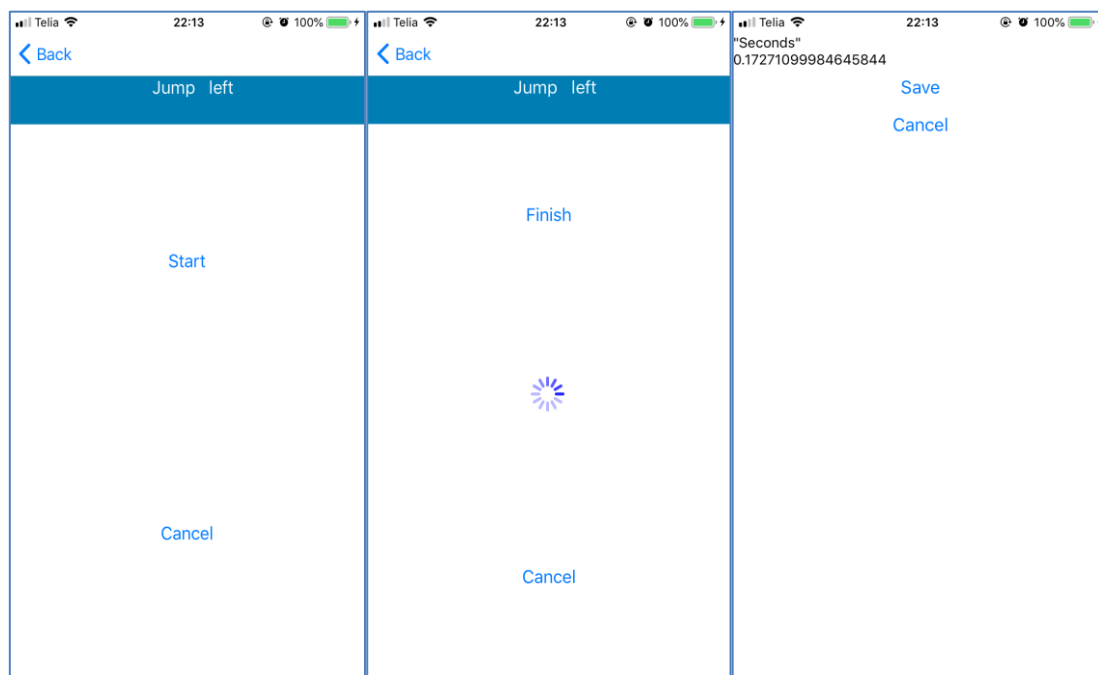 Telia 22:13 100%
Back
Jump left
Start
Cancel
Telia 22:13 100%
Back
Jump left
Finish
Cancel
Telia 22:13 100%
"Seconds"
0.17271099984645844
Save
Cancel